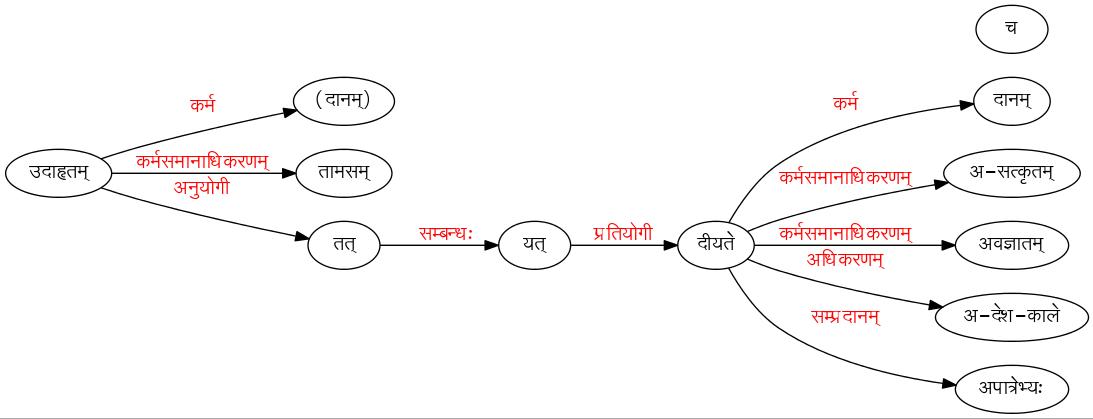 च
कर्म
(दानम्)
कर्म
दानम्
उदाहृतम्
कर्मसमानाधिकरणम्
तामसम्
कर्मसमानाधिकरणम्
अ-सत्कृतम्
अनुयोगी
तत्
सम्बन्धः
यत्
प्रतियोगी
दीयते
कर्मसमानाधिकरणम्
अवज्ञातम्
अधिकरणम्
अ-देश-काले
सम्प्रदानम्
अपात्रेभ्यः